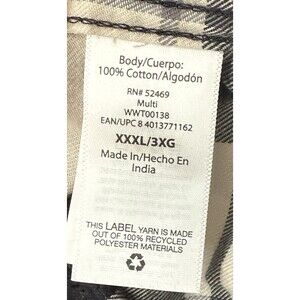 Body/Cuerpo:
100% Cotton/Algodón
RN# 52469
Multi
WWT00138
EAN/UPC 8 4013771162
XXXL/3XG
Made In/Hecho En
India
THIS LABEL YARN IS MADE
OUT OF 100% RECYCLED
POLYESTER MATERIALS